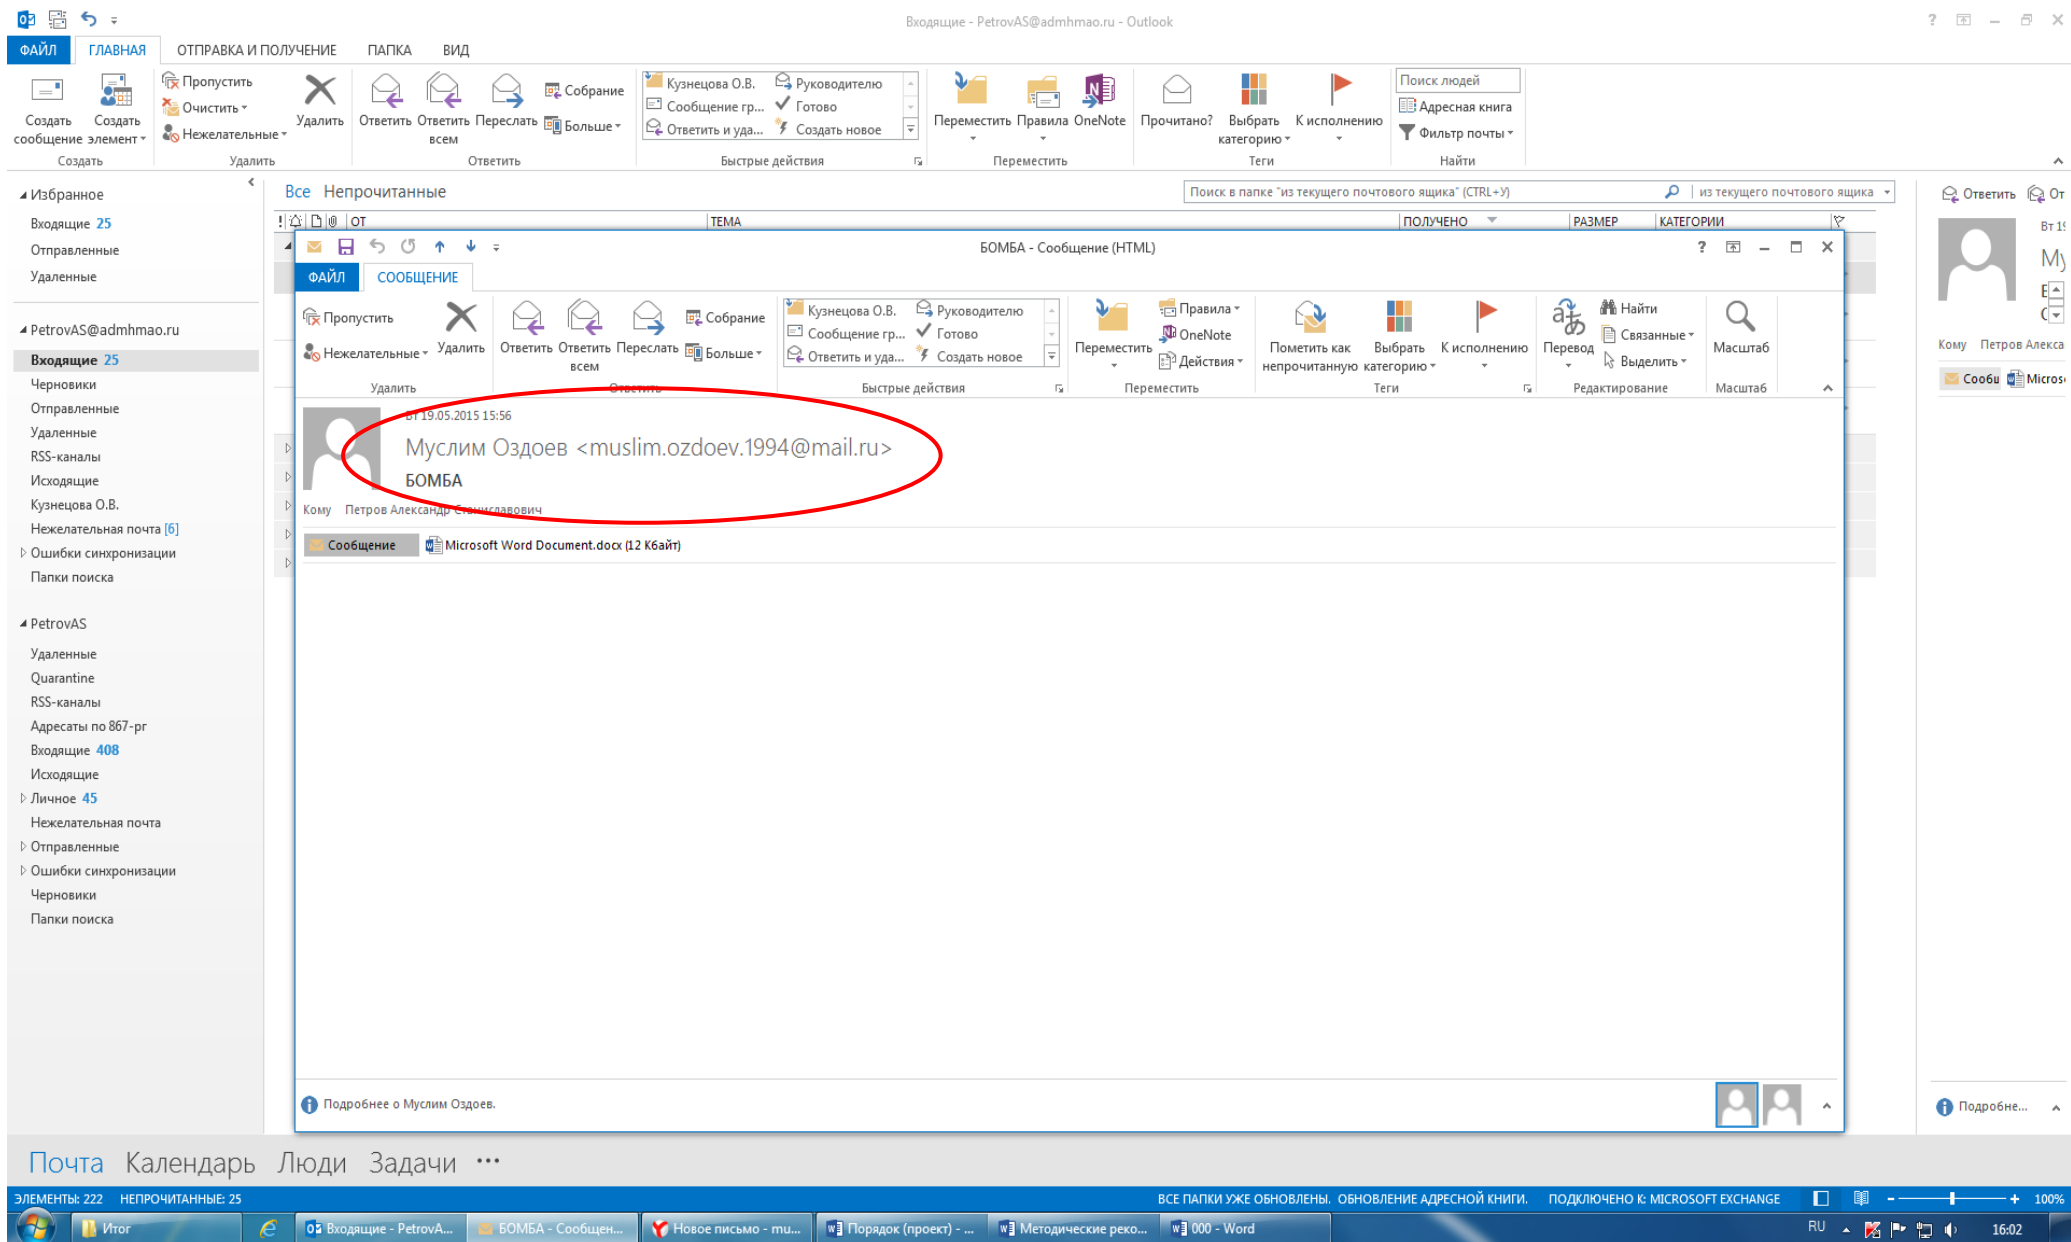 Входящие - PetrovAS@admhmao.ru - Outlook
ФАЙЛ ГЛАВНАЯ ОТПРАВКА И ПОЛУЧЕНИЕ ПАПКА ВИД
Создать сообщение
Создать элемент
Пропустить
Очистить
Нежелательные
Удалить
Ответить
Ответить всем
Переслать
Собрание
Больше
Кузнецова О.В.
Сообщение гр...
Ответить и уда...
Руководителю
Готово
Создать новое
Переместить
Правила
OneNote
Прочитано?
Выбрать категорию
К исполнению
Поиск людей
Адресная книга
Фильтр почты
Создать Удалить Ответить Быстрые действия Переместить Теги Найти
Избранное
Входящие 25
Отправленные
Удаленные
PetrovAS@admhmao.ru
Входящие 25
Черновики
Отправленные
Удаленные
RSS-каналы
Исходящие
Кузнецова О.В.
Нежелательная почта [6]
Ошибки синхронизации
Папки поиска
PetrovAS
Удаленные
Quarantine
RSS-каналы
Адресаты по 867-рг
Входящие 408
Исходящие
Личное 45
Нежелательная почта
Отправленные
Ошибки синхронизации
Черновики
Папки поиска
Все Непрочитанные
Поиск в папке "из текущего почтового ящика" (CTRL+У)
из текущего почтового ящика
ОТ ТЕМА ПОЛУЧЕНО РАЗМЕР КАТЕГОРИИ
БОМБА - Сообщение (HTML)
ФАЙЛ СООБЩЕНИЕ
Пропустить
Нежелательные
Удалить
Ответить
Ответить всем
Переслать
Собрание
Больше
Кузнецова О.В.
Сообщение гр...
Ответить и уда...
Руководителю
Готово
Создать новое
Переместить
Правила
OneNote
Действия
Пометить как непрочитанную
Выбрать категорию
К исполнению
Перевод
Найти
Связанные
Выделить
Масштаб
Удалить Ответить Быстрые действия Переместить Теги Редактирование Масштаб
Вт 19.05.2015 15:56
Муслим Оздоев <muslim.ozdoev.1994@mail.ru>
БОМБА
Кому Петров Александр Станиславович
Сообщение Microsoft Word Document.docx (12 Кбайт)
Подробнее о Муслим Оздоев.
Ответить От
Вт 19
Му
Кому Петров Алекса
Сообщ Micros
Подробне...
Почта Календарь Люди Задачи ···
ЭЛЕМЕНТЫ: 222 НЕПРОЧИТАННЫЕ: 25
ВСЕ ПАПКИ УЖЕ ОБНОВЛЕНЫ. ОБНОВЛЕНИЕ АДРЕСНОЙ КНИГИ. ПОДКЛЮЧЕНО К: MICROSOFT EXCHANGE 100%
Итог
Входящие - PetrovA...
БОМБА - Сообщен...
Новое письмо - mu...
Порядок (проект) - ...
Методические реко...
000 - Word
RU 16:02